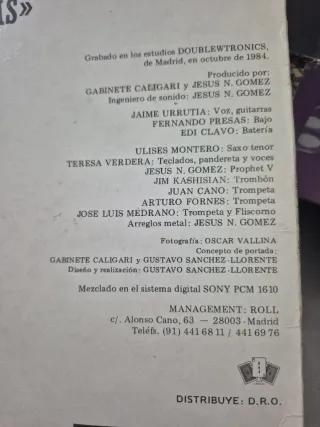 IS»
Grabado en los estudios DOUBLEWTRONICS,
de Madrid, en octubre de 1984.
Producido por:
GABINETE CALIGARI y JESUS N. GOMEZ
Ingeniero de sonido: JESUS N. GOMEZ
JAIME URRUTIA: Voz, guitarras
FERNANDO PRESAS: Bajo
EDI CLAVO: Batería
ULISES MONTERO: Saxo tenor
TERESA VERDERA: Teclados, pandereta y voces
JESUS N. GOMEZ: Prophet V
JIM KASHISIAN: Trombón
JUAN CANO: Trompeta
ARTURO FORNES: Trompeta
JOSE LUIS MEDRANO: Trompeta y Fliscorno
Arreglos metal: JESUS N. GOMEZ
Fotografía: OSCAR VALLINA
Concepto de portada:
GABINETE CALIGARI y GUSTAVO SANCHEZ-LLORENTE
Diseño y realización: GUSTAVO SANCHEZ-LLORENTE
Mezclado en el sistema digital SONY PCM 1610
MANAGEMENT: ROLL
c/. Alonso Cano, 63 — 28003 - Madrid
Teléfs. (91) 441 68 11 / 441 69 76
DISTRIBUYE: D.R.O.